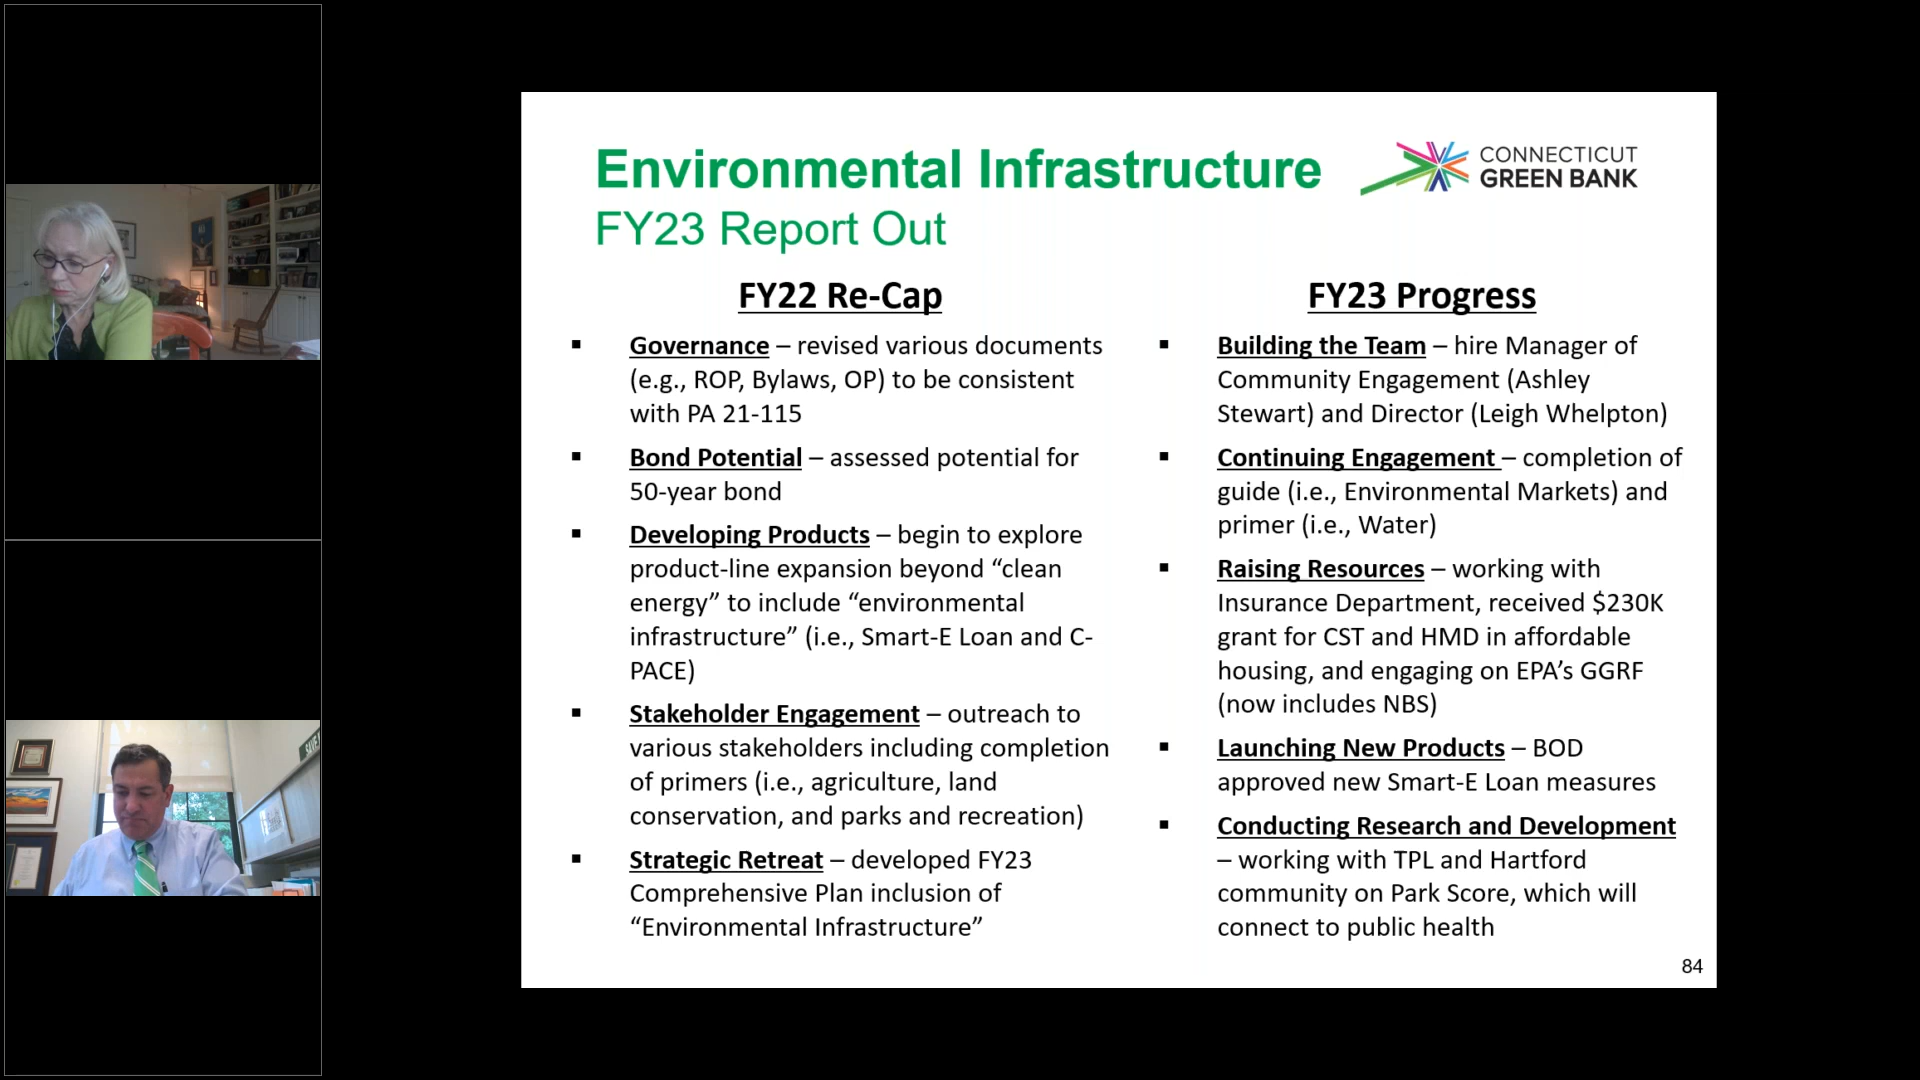 Environmental Infrastructure
FY23 Report Out
CONNECTICUT
GREEN BANK
FY22 Re-Cap
▪ Governance – revised various documents
(e.g., ROP, Bylaws, OP) to be consistent
with PA 21-115
▪ Bond Potential – assessed potential for
50-year bond
▪ Developing Products – begin to explore
product-line expansion beyond “clean
energy” to include “environmental
infrastructure” (i.e., Smart-E Loan and C-
PACE)
▪ Stakeholder Engagement – outreach to
various stakeholders including completion
of primers (i.e., agriculture, land
conservation, and parks and recreation)
▪ Strategic Retreat – developed FY23
Comprehensive Plan inclusion of
“Environmental Infrastructure”
FY23 Progress
▪ Building the Team – hire Manager of
Community Engagement (Ashley
Stewart) and Director (Leigh Whelpton)
▪ Continuing Engagement – completion of
guide (i.e., Environmental Markets) and
primer (i.e., Water)
▪ Raising Resources – working with
Insurance Department, received $230K
grant for CST and HMD in affordable
housing, and engaging on EPA’s GGRF
(now includes NBS)
▪ Launching New Products – BOD
approved new Smart-E Loan measures
▪ Conducting Research and Development
– working with TPL and Hartford
community on Park Score, which will
connect to public health
84